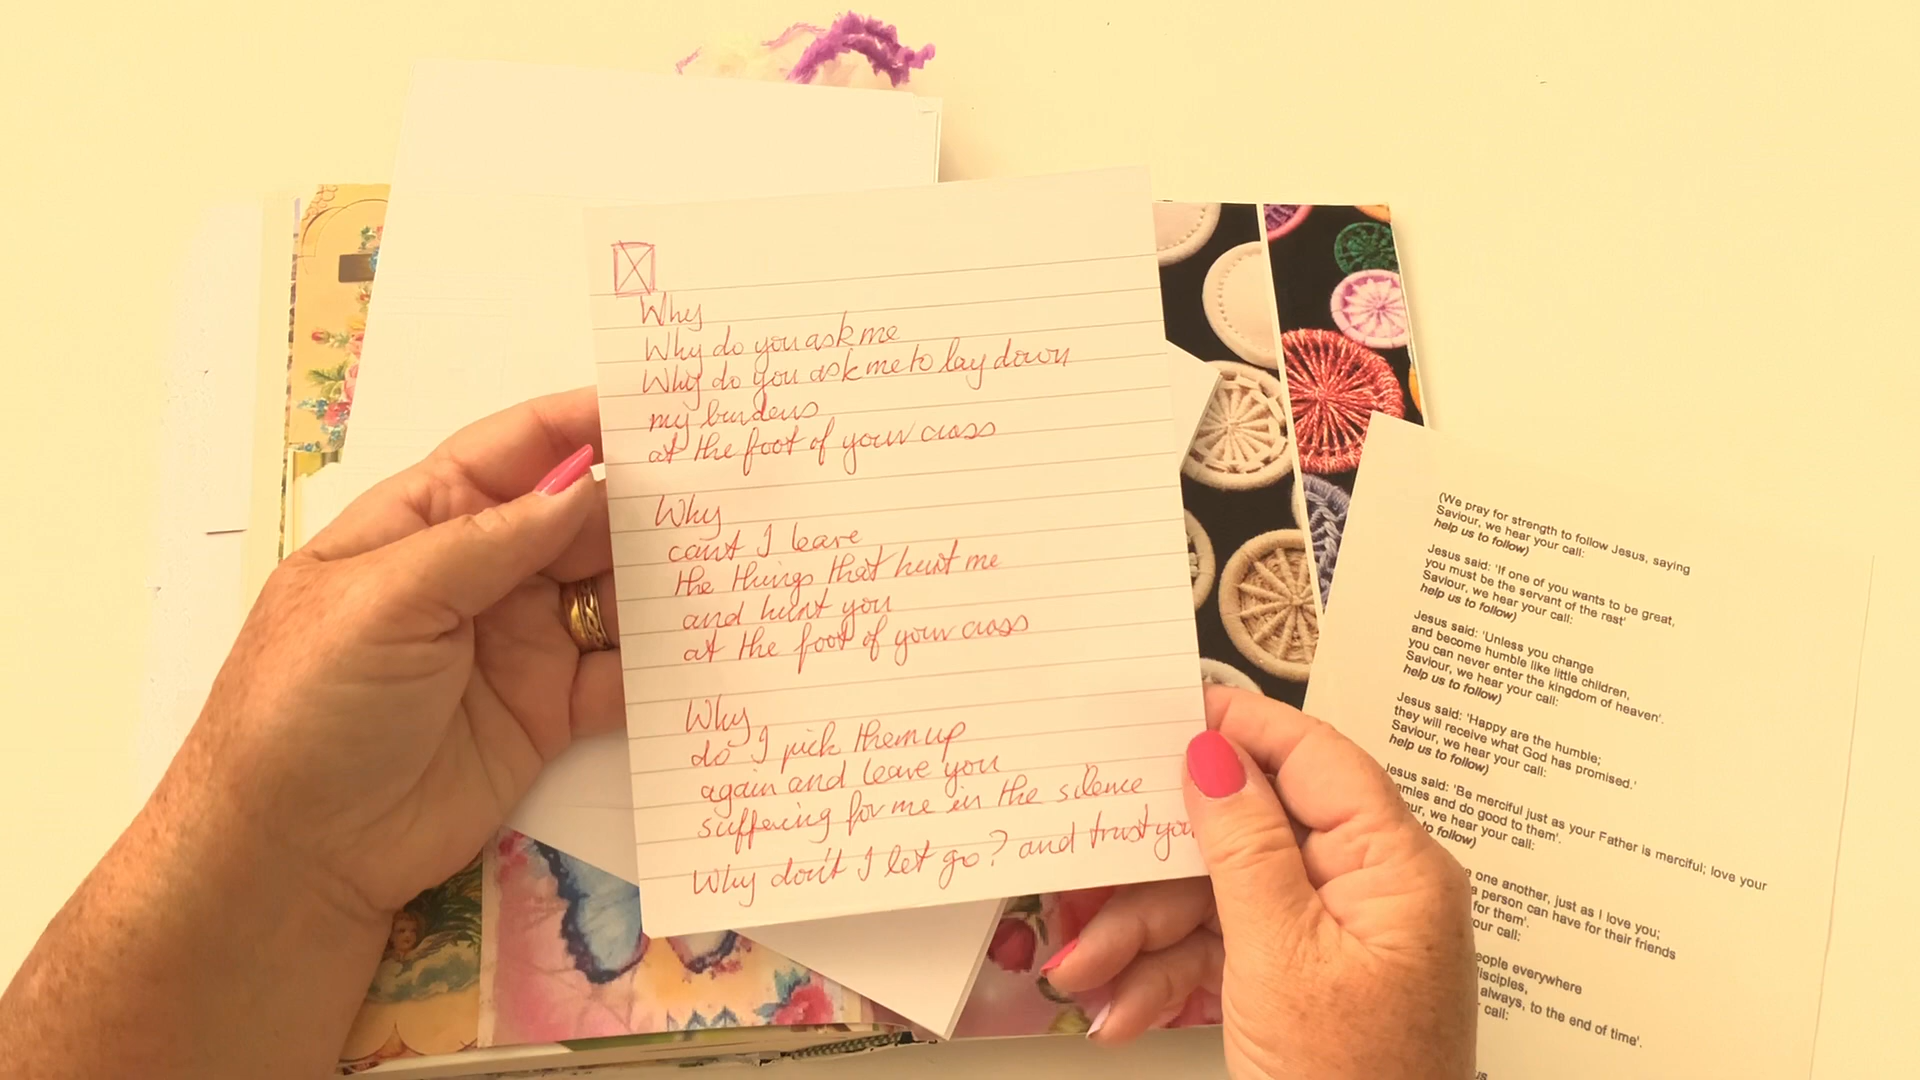 Why
Why do you ask me
Why do you ask me to lay down
my burdens
at the foot of your cross
Why
can't I leave
the things that hurt me
and hurt you
at the foot of your cross
Why
do I pick them up
again and leave you
suffering for me in the silence
Why don't I let go? and trust you
(We pray for strength to follow Jesus, saying
Saviour, we hear your call:
help us to follow)
Jesus said: 'If one of you wants to be great,
you must be the servant of the rest'
Saviour, we hear your call:
help us to follow)
Jesus said: 'Unless you change
and become humble like little children,
you can never enter the kingdom of heaven'.
Saviour, we hear your call:
help us to follow)
Jesus said: 'Happy are the humble;
they will receive what God has promised.'
Saviour, we hear your call:
help us to follow)
Jesus said: 'Be merciful just as your Father is merciful; love your
and do good to them'.
we hear your call:
to follow)
one another, just as I love you;
a person can have for their friends
for them'.
your call:
everywhere
always, to the end of time'.
call: